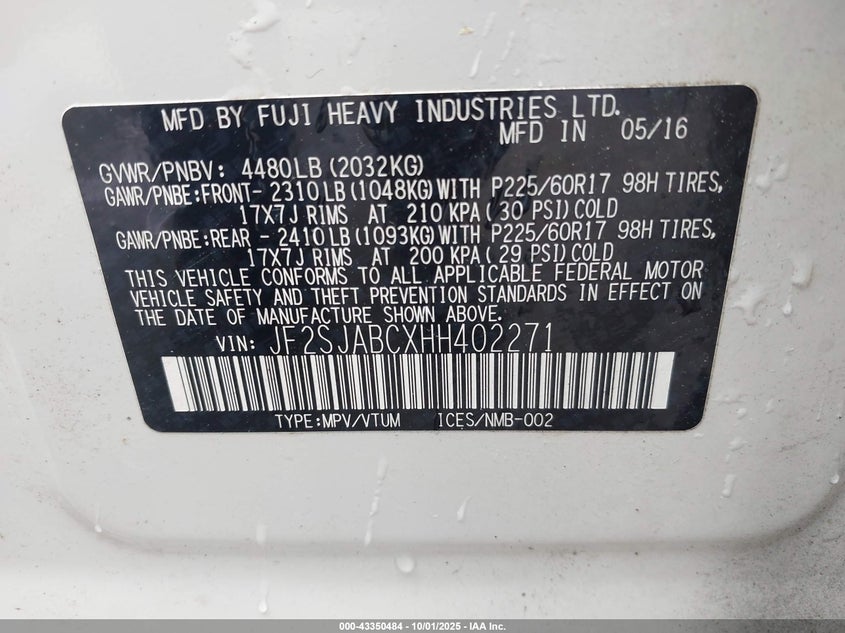 MFD BY FUJI HEAVY INDUSTRIES LTD.
MFD IN 05/16
GVWR/PNBV: 4480LB(2032KG)
GAWR/PNBE:FRONT- 2310LB(1048KG)WITH P225/60R17 98H TIRES,
17X7J RIMS AT 210 KPA(30 PSI)COLD
GAWR/PNBE:REAR - 2410LB(1093KG)WITH P225/60R17 98H TIRES,
17X7J RIMS AT 200 KPA(29 PSI)COLD
THIS VEHICLE CONFORMS TO ALL APPLICABLE FEDERAL MOTOR
VEHICLE SAFETY AND THEFT PREVENTION STANDARDS IN EFFECT ON
THE DATE OF MANUFACTURE SHOWN ABOVE.
VIN: JF2SJABCXHH402271
TYPE:MPV/VTUM ICES/NMB-002
000-43350484 - 10/01/2025 - IAA Inc.